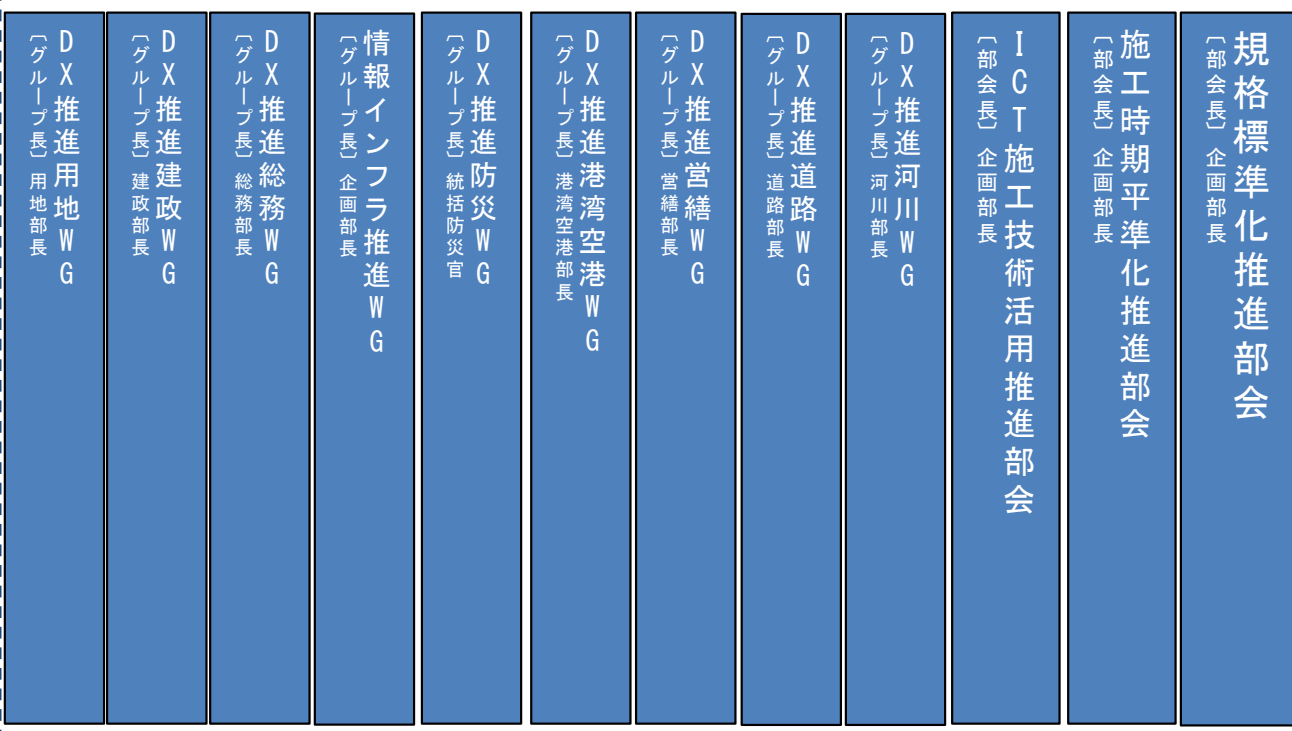 規格標準化推進部会
〔部会長〕 企画部長
施工時期平準化推進部会
〔部会長〕 企画部長
ICT施工技術活用推進部会
〔部会長〕 企画部長
DX推進河川WG
〔グループ長〕 河川部長
DX推進道路WG
〔グループ長〕 道路部長
DX推進営繕WG
〔グループ長〕 営繕部長
DX推進港湾空港WG
〔グループ長〕 港湾空港部長
DX推進防災WG
〔グループ長〕 統括防災官
情報インフラ推進WG
〔グループ長〕 企画部長
DX推進総務WG
〔グループ長〕 総務部長
DX推進建政WG
〔グループ長〕 建政部長
DX推進用地WG
〔グループ長〕 用地部長